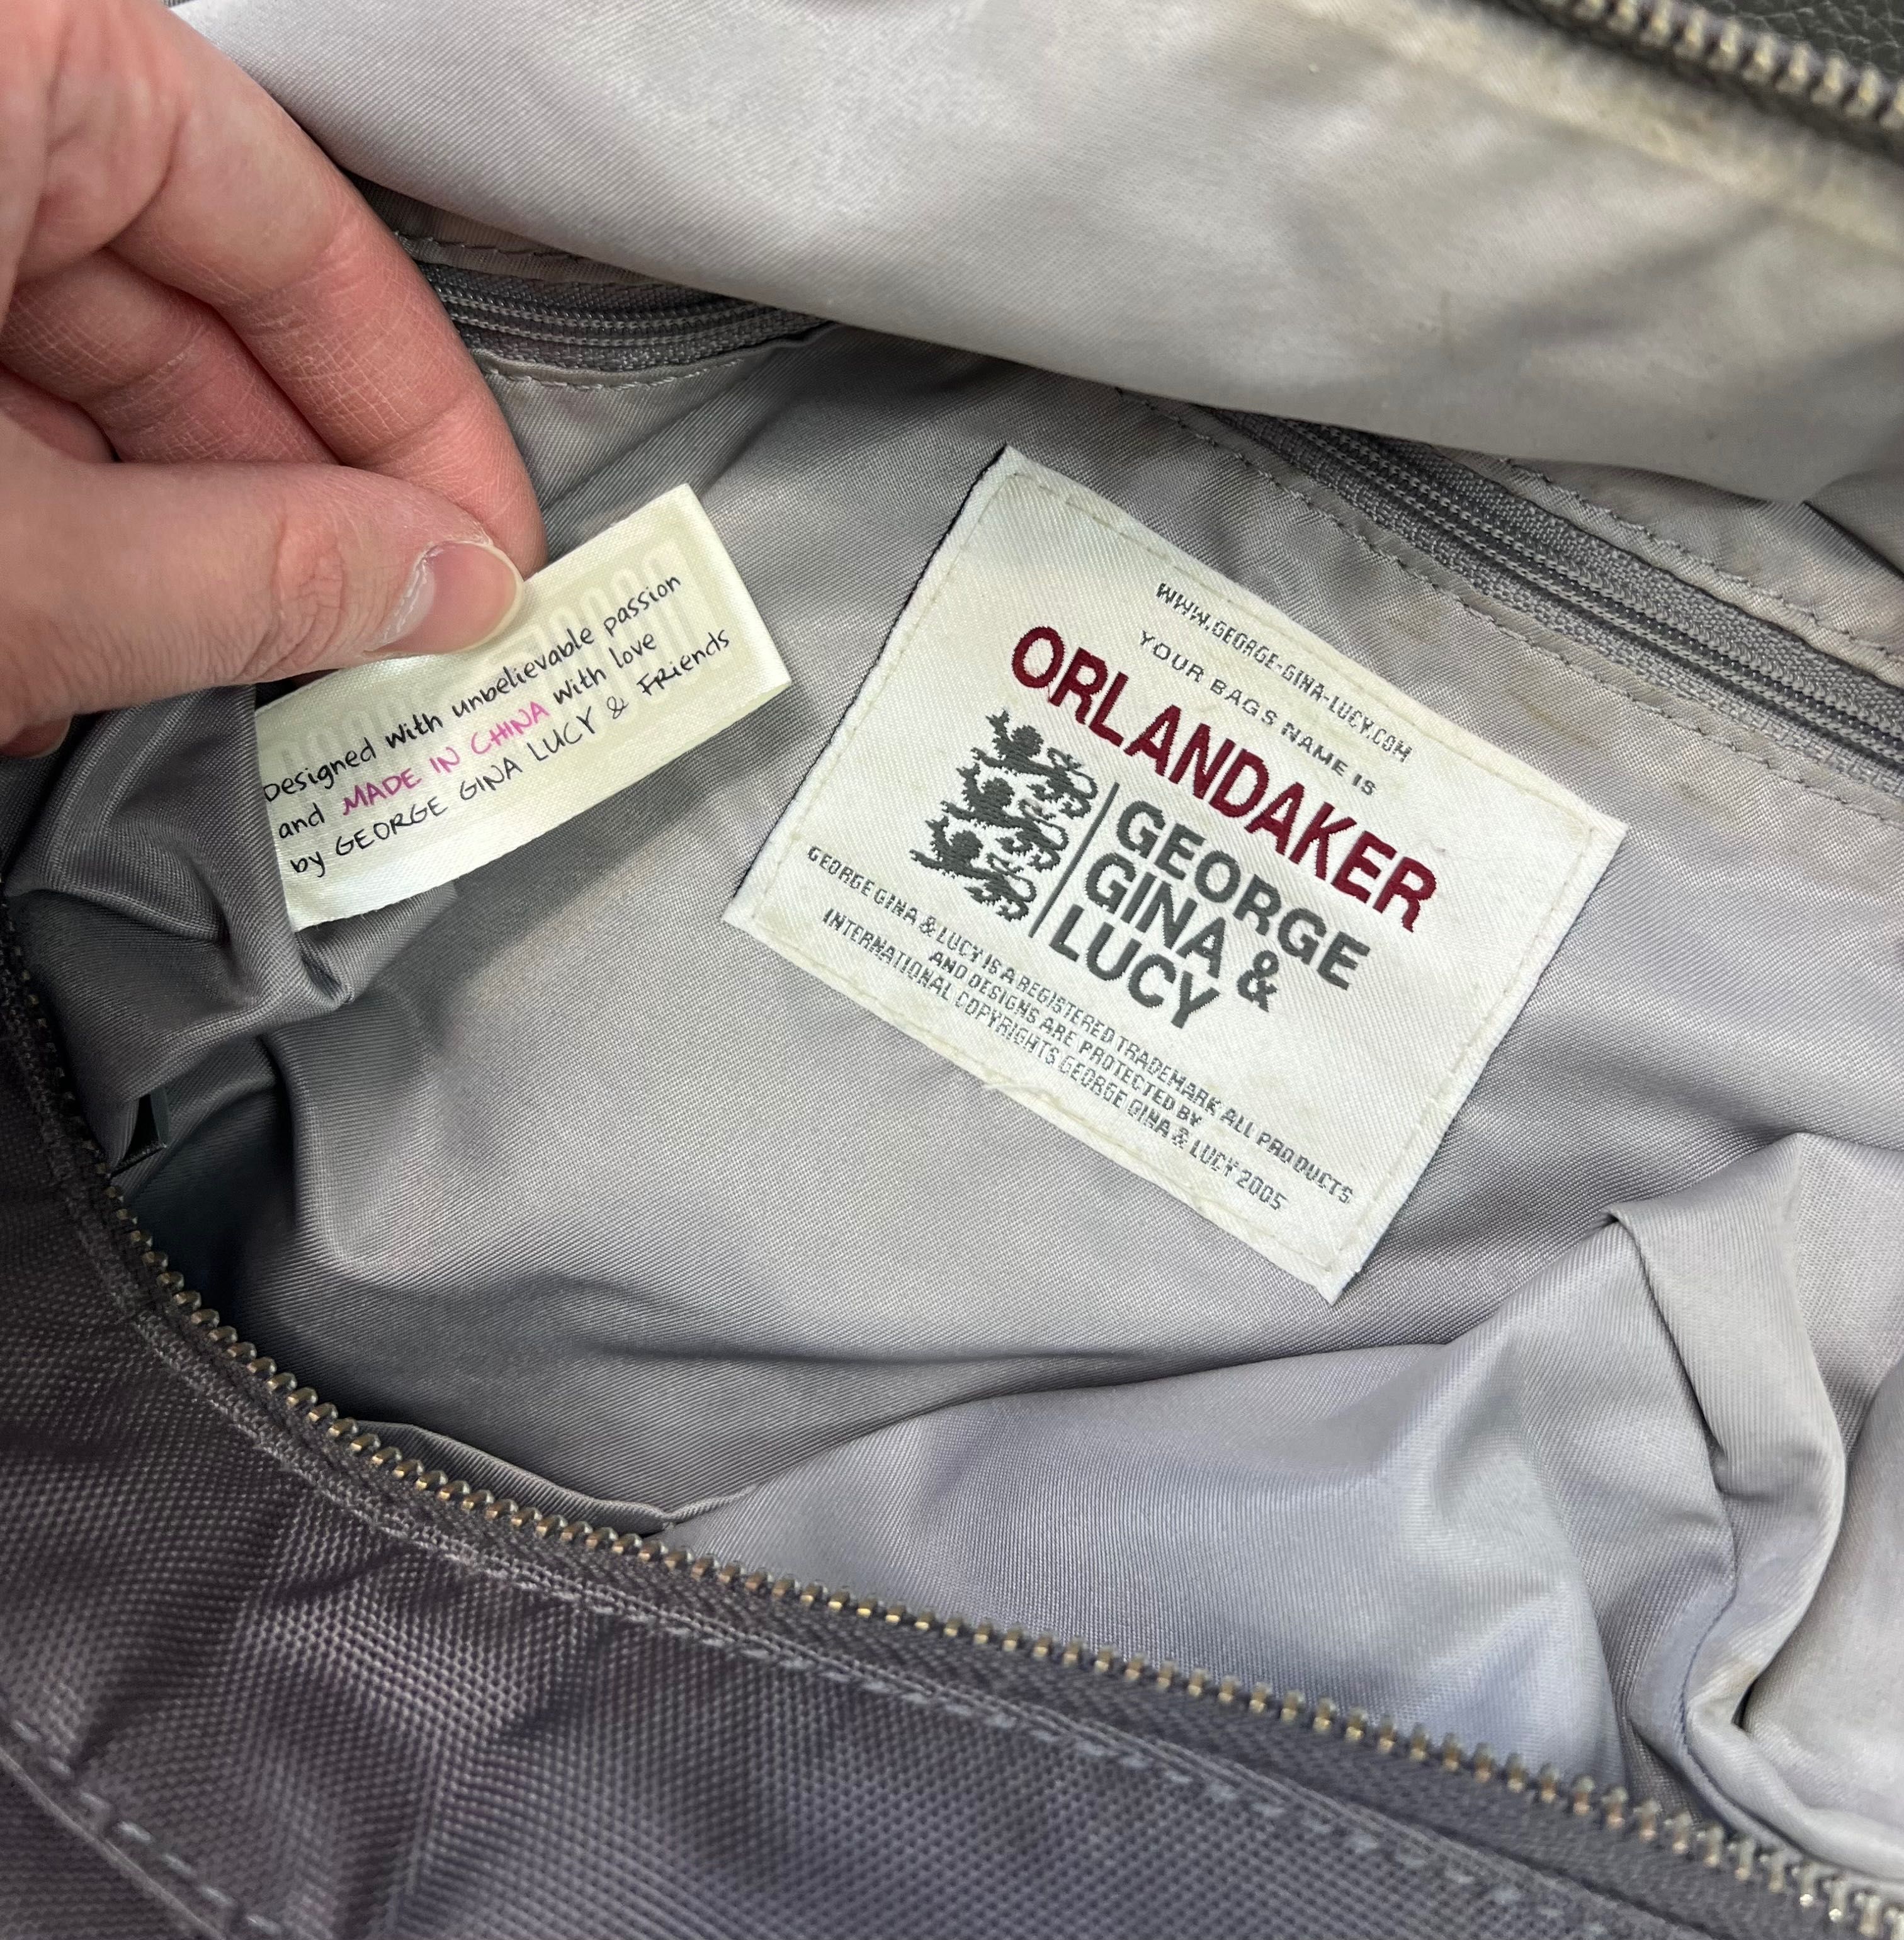 Designed with unbelievable passion
and MADE IN CHINA with love
by GEORGE GINA LUCY & FRiends
WWW.GEORGE-GINA-LUCY.COM
YOUR BAGS NAME IS
ORLANDAKER
GEORGE
GINA &
LUCY
GEORGE GINA & LUCY IS A REGISTERED TRADEMARK ALL PRODUCTS
AND DESIGNS ARE PROTECTED BY
INTERNATIONAL COPYRIGHTS GEORGE GINA & LUCY 2005